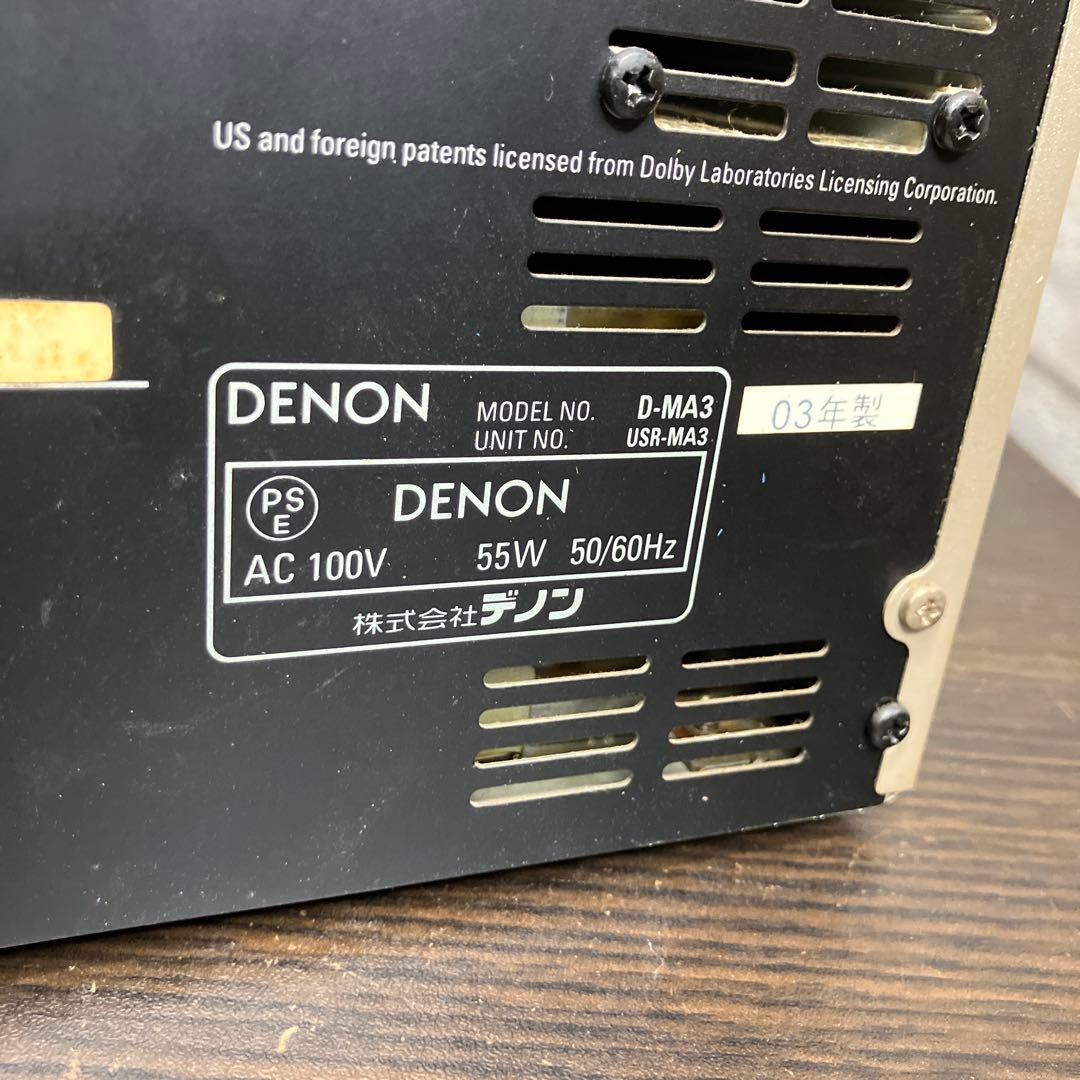 US and foreign patents licensed from Dolby Laboratories Licensing Corporation.
DENON MODEL NO. D-MA3
UNIT NO. USR-MA3
03年製
PSE DENON
AC 100V 55W 50/60Hz
株式会社デノン